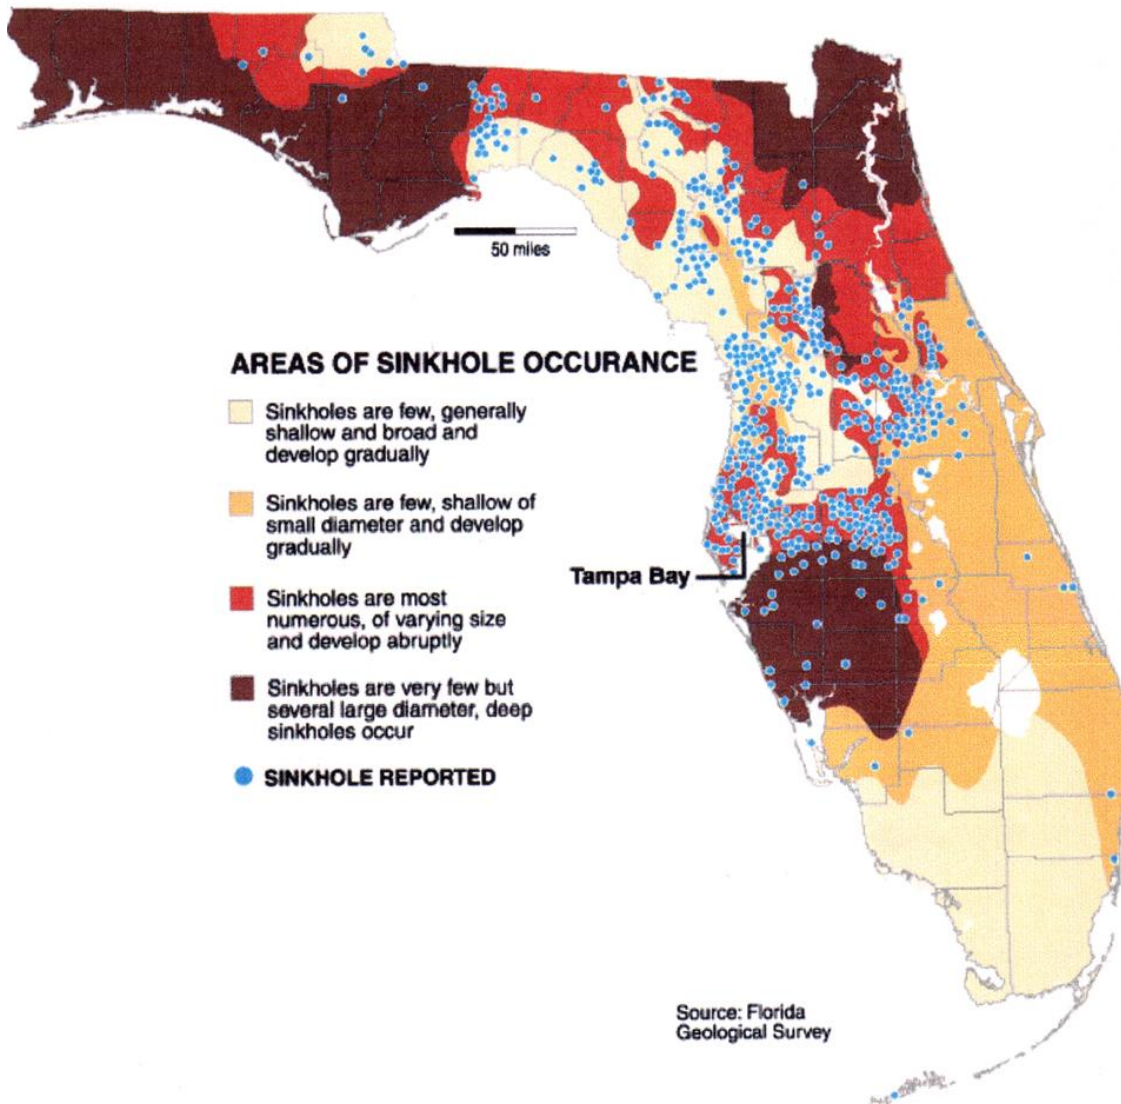 50 miles
AREAS OF SINKHOLE OCCURANCE
Sinkholes are few, generally
shallow and broad and
develop gradually
Sinkholes are few, shallow of
small diameter and develop
gradually
Tampa Bay
Sinkholes are most
numerous, of varying size
and develop abruptly
Sinkholes are very few but
several large diameter, deep
sinkholes occur
SINKHOLE REPORTED
Source: Florida
Geological Survey